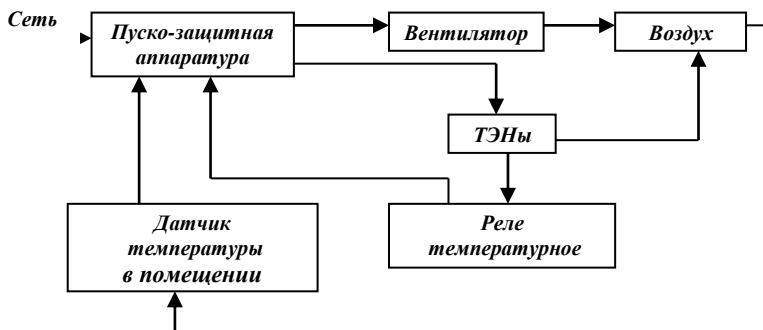 Сеть
Пуско-защитная
аппаратура
Вентилятор
Воздух
ТЭНы
Датчик
температуры
в помещении
Реле
температурное